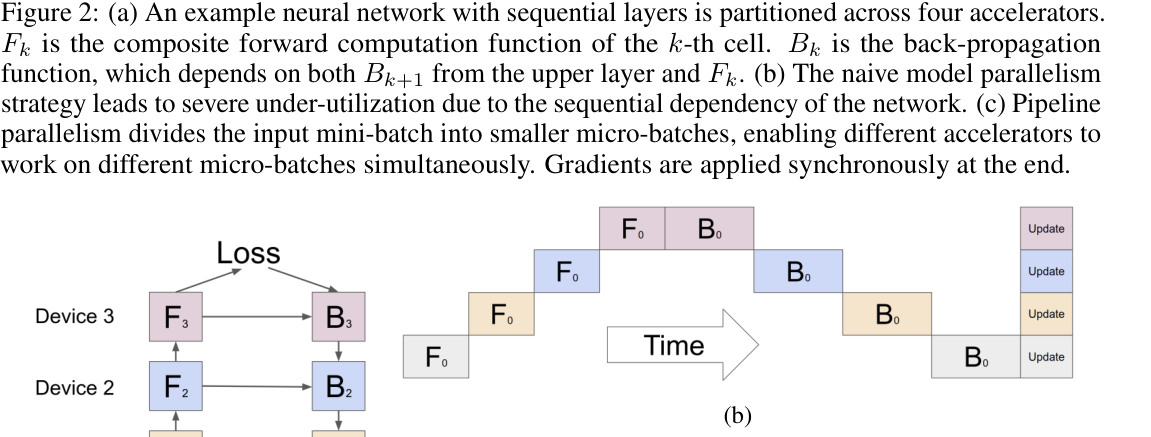 Figure 2: (a) An example neural network with sequential layers is partitioned across four accelerators.
Fk is the composite forward computation function of the k-th cell. Bk is the back-propagation
function, which depends on both Bk+1 from the upper layer and Fk. (b) The naive model parallelism
strategy leads to severe under-utilization due to the sequential dependency of the network. (c) Pipeline
parallelism divides the input mini-batch into smaller micro-batches, enabling different accelerators to
work on different micro-batches simultaneously. Gradients are applied synchronously at the end.
F0 B0 Update
Loss
F0 B0 Update
Device 3 F3 B3
F0 B0 Update
Time
F0 B0 Update
Device 2 F2 B2
(b)